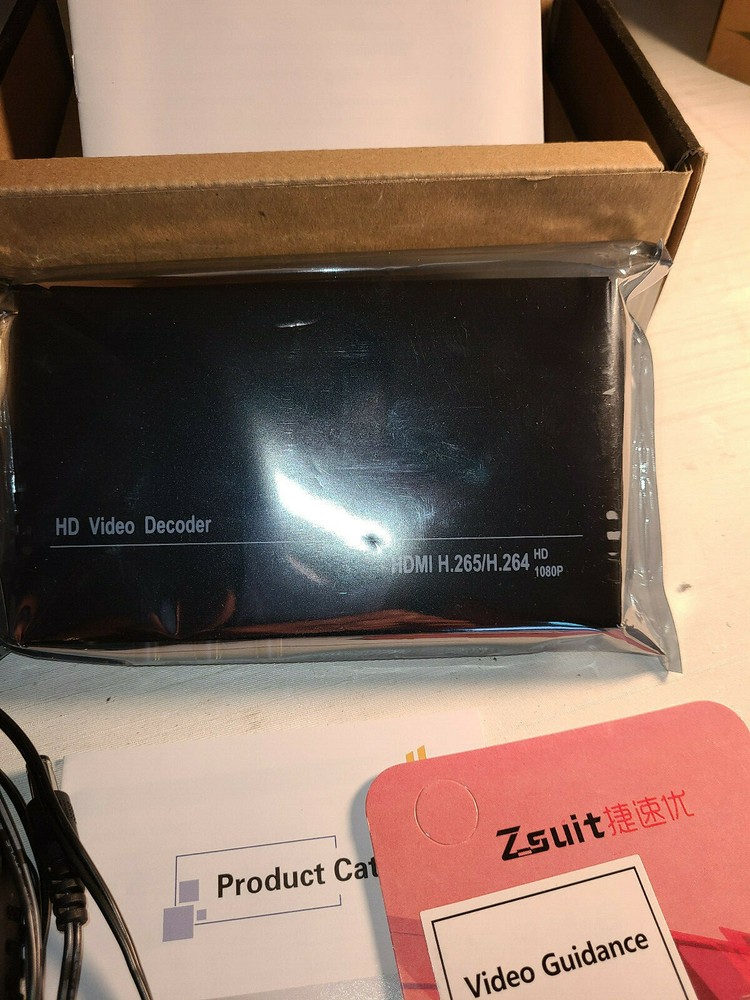 HD Video Decoder
HDMI H.265/H.264 HD 1080P
Product Cat
Zsuit捷速优
Video Guidance